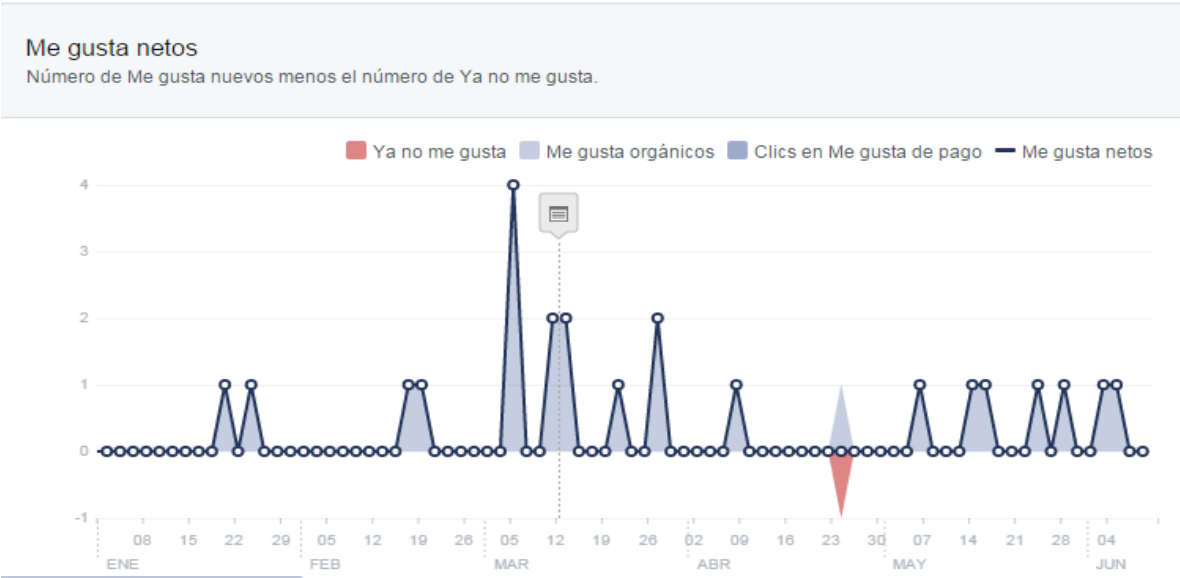 Me gusta netos
Número de Me gusta nuevos menos el número de Ya no me gusta.
Ya no me gusta Me gusta orgánicos Clics en Me gusta de pago Me gusta netos
4
3
2
1
0
-1
08 15 22 29 05 12 19 26 05 12 19 26 02 09 16 23 30 07 14 21 28 04
ENE FEB MAR ABR MAY JUN